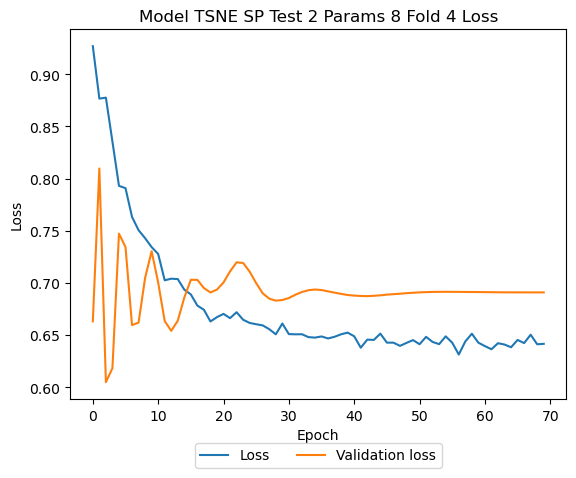 Model TSNE SP Test 2 Params 8 Fold 4 Loss
0.90
0.85
0.80
0.75
0.70
0.65
0.60
Loss
0 10 20 30 40 50 60 70
Epoch
Loss Validation loss